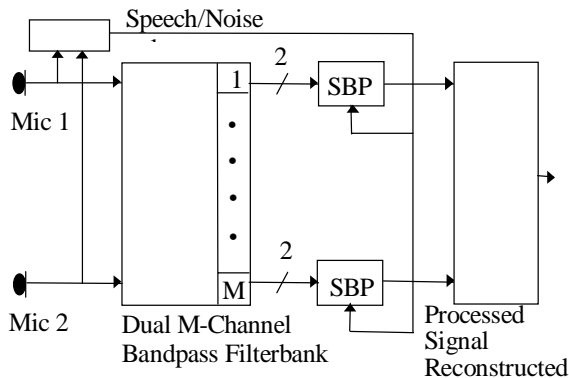 Speech/Noise
2
1
SBP
Mic 1
2
M
SBP
Mic 2
Dual M-Channel
Bandpass Filterbank
Processed
Signal
Reconstructed